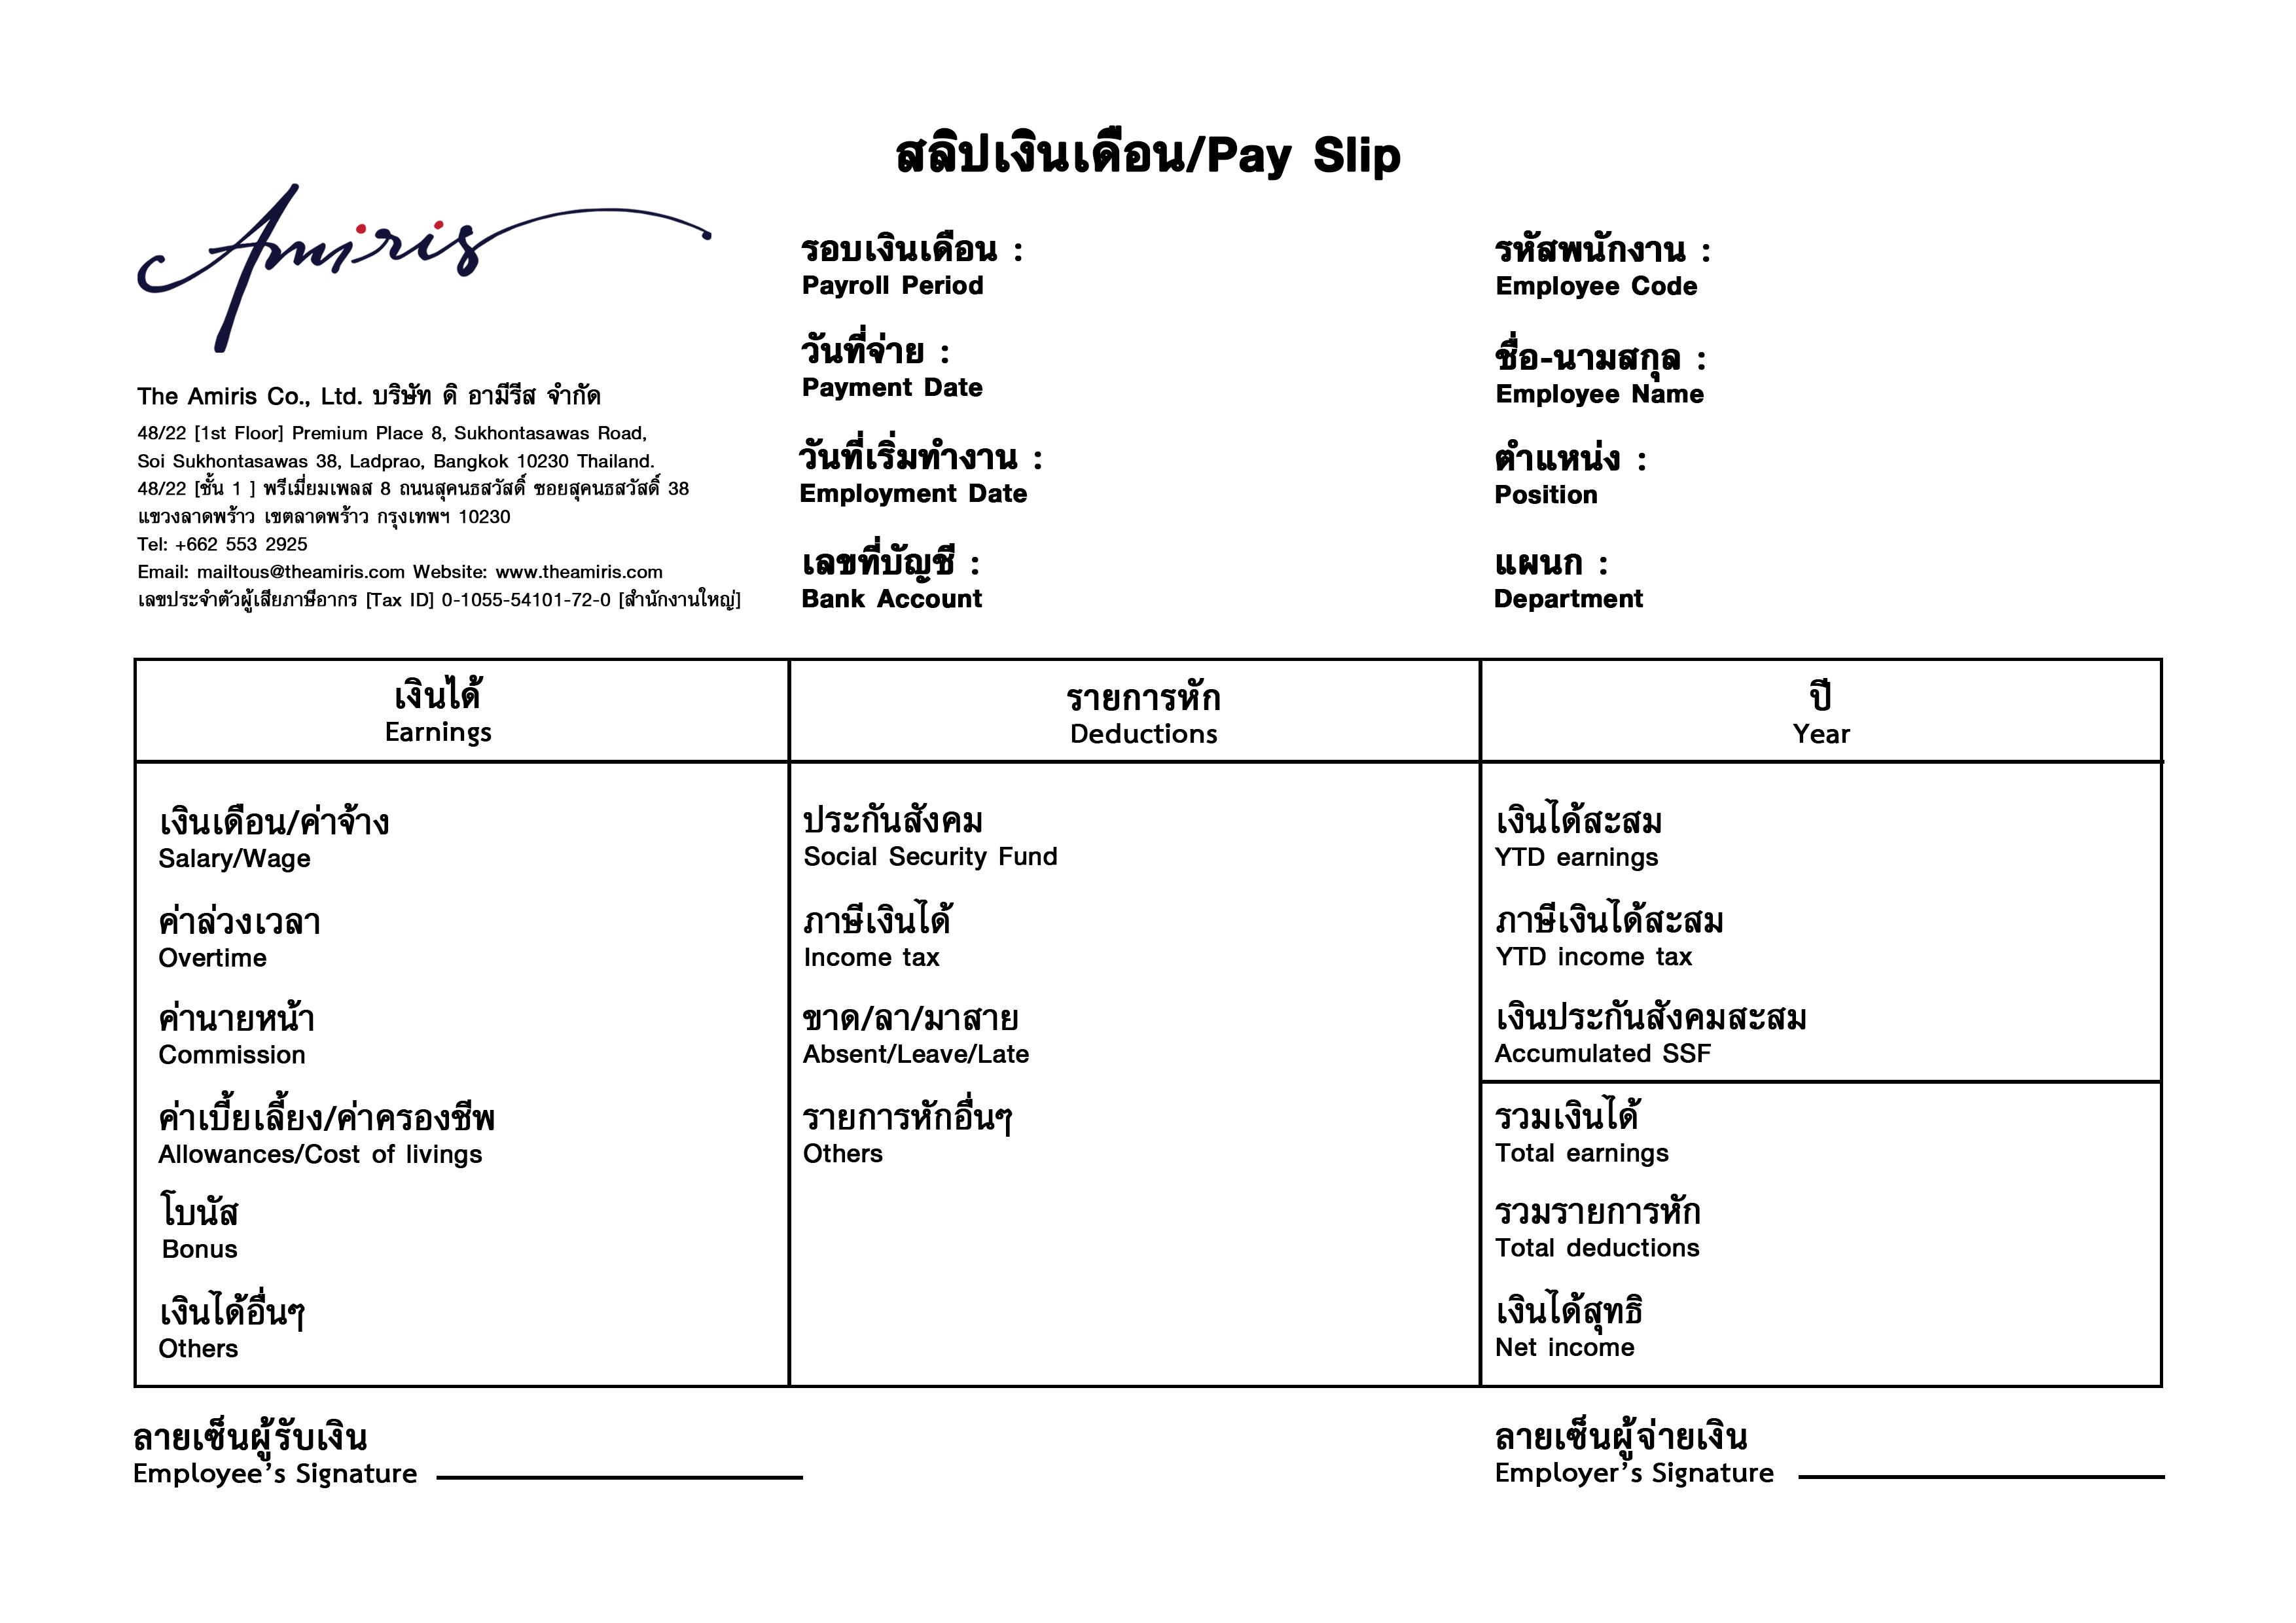 สลิปเงินเดือน/Pay Slip
Amiris
The Amiris Co., Ltd. บริษัท ดิ อามีรีส จำกัด
48/22 [1st Floor] Premium Place 8, Sukhontasawas Road,
Soi Sukhontasawas 38, Ladprao, Bangkok 10230 Thailand.
48/22 [ชั้น 1 ] พรีเมี่ยมเพลส 8 ถนนสุคนธสวัสดิ์ ซอยสุคนธสวัสดิ์ 38
แขวงลาดพร้าว เขตลาดพร้าว กรุงเทพฯ 10230
Tel: +662 553 2925
Email: mailtous@theamiris.com Website: www.theamiris.com
เลขประจำตัวผู้เสียภาษีอากร [Tax ID] 0-1055-54101-72-0 [สำนักงานใหญ่]
รอบเงินเดือน :
Payroll Period
วันที่จ่าย :
Payment Date
วันที่เริ่มทำงาน :
Employment Date
เลขที่บัญชี :
Bank Account
รหัสพนักงาน :
Employee Code
ชื่อ-นามสกุล :
Employee Name
ตำแหน่ง :
Position
แผนก :
Department
เงินได้
Earnings
เงินเดือน/ค่าจ้าง
Salary/Wage
ค่าล่วงเวลา
Overtime
ค่านายหน้า
Commission
ค่าเบี้ยเลี้ยง/ค่าครองชีพ
Allowances/Cost of livings
โบนัส
Bonus
เงินได้อื่นๆ
Others
รายการหัก
Deductions
ประกันสังคม
Social Security Fund
ภาษีเงินได้
Income tax
ขาด/ลา/มาสาย
Absent/Leave/Late
รายการหักอื่นๆ
Others
ปี
Year
เงินได้สะสม
YTD earnings
ภาษีเงินได้สะสม
YTD income tax
เงินประกันสังคมสะสม
Accumulated SSF
รวมเงินได้
Total earnings
รวมรายการหัก
Total deductions
เงินได้สุทธิ
Net income
ลายเซ็นผู้รับเงิน
Employee’s Signature
ลายเซ็นผู้จ่ายเงิน
Employer’s Signature